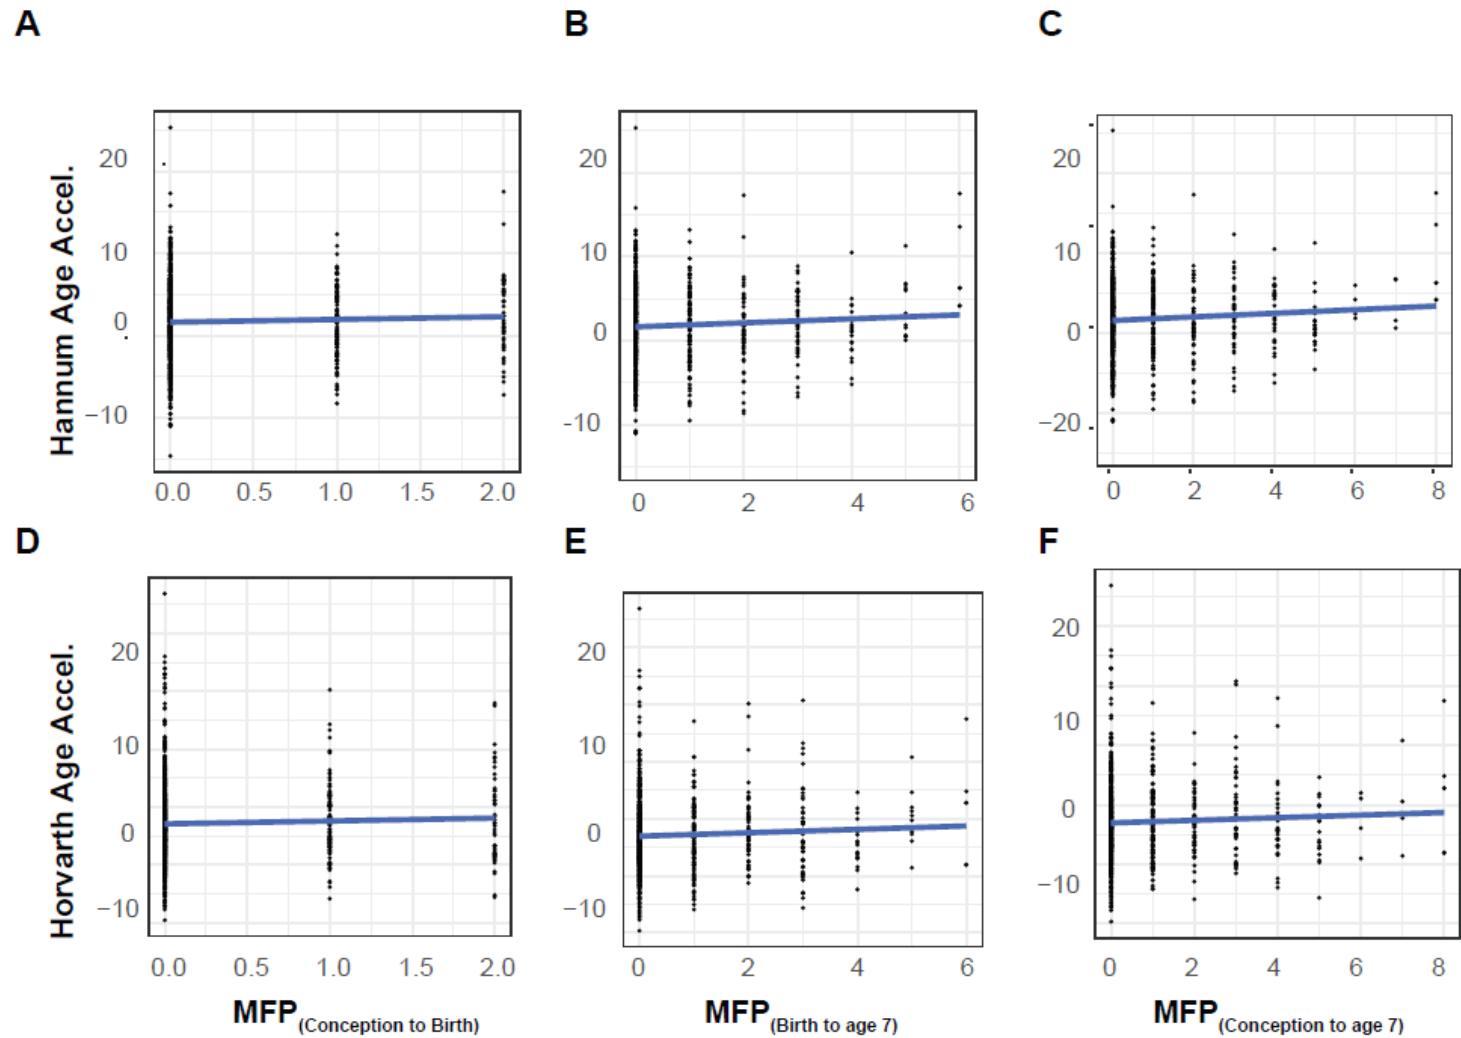 A
B
C
Hannum Age Accel.
20
10
0
−10
0.0 0.5 1.0 1.5 2.0
20
10
0
-10
0 2 4 6
20
10
0
−20
0 2 4 6 8
D
E
F
Horvarth Age Accel.
20
10
0
−10
0.0 0.5 1.0 1.5 2.0
MFP(Conception to Birth)
20
10
0
−10
0 2 4 6
MFP(Birth to age 7)
20
10
0
−10
0 2 4 6 8
MFP(Conception to age 7)